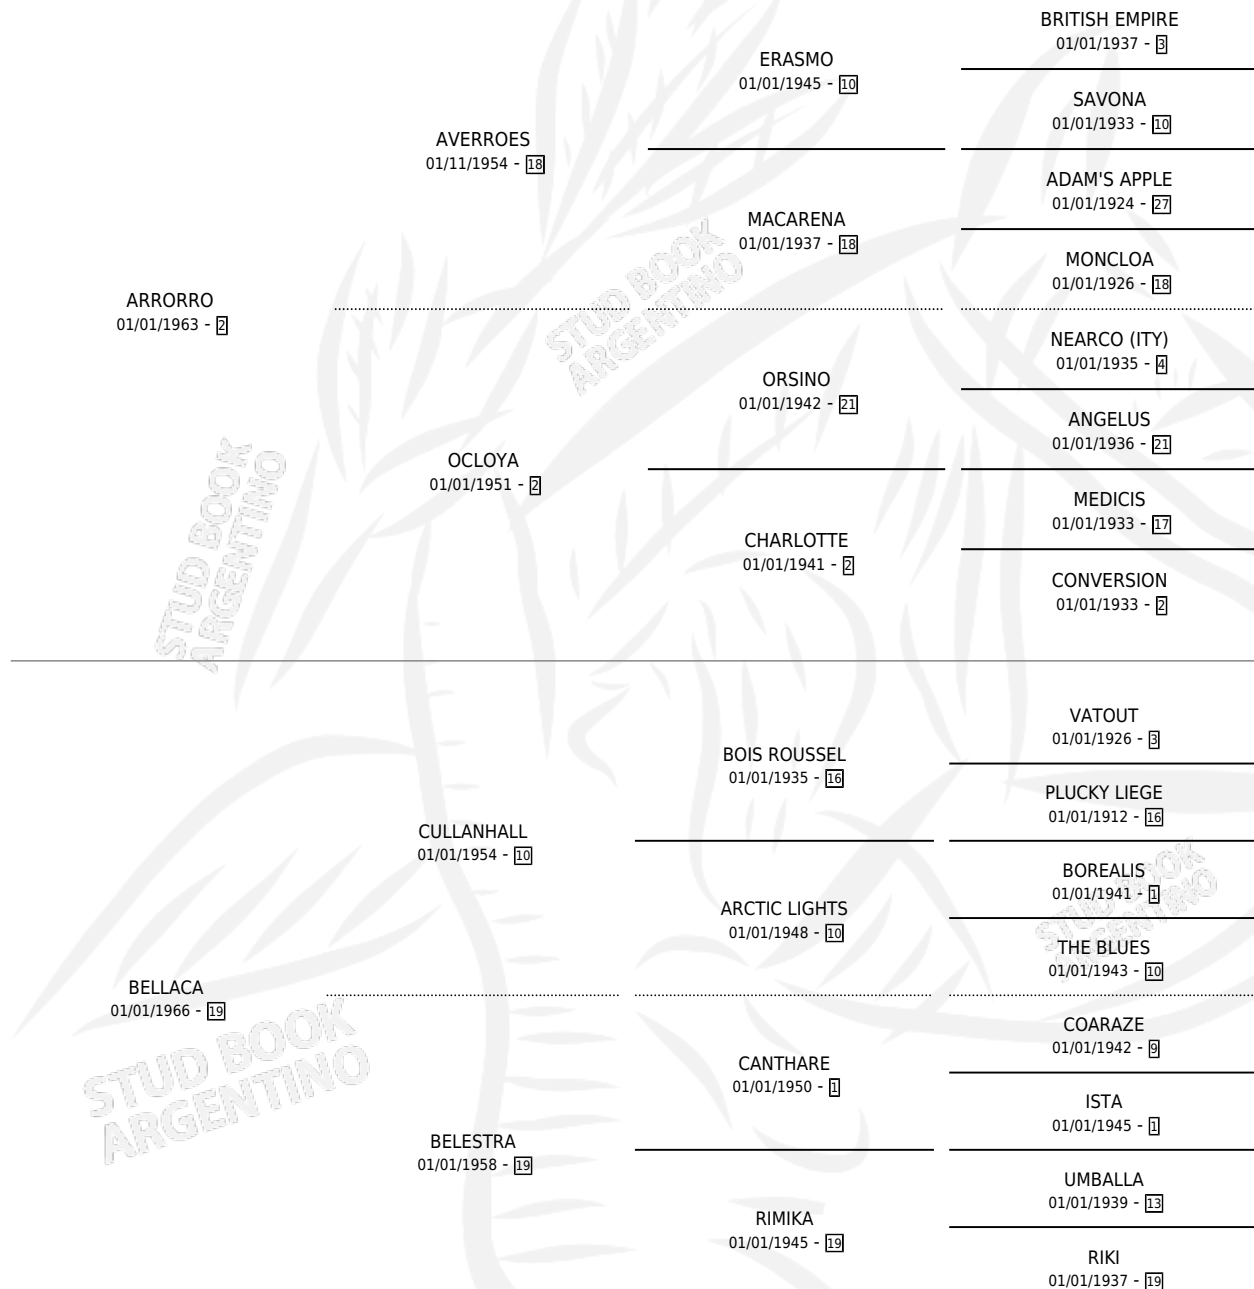 BRITISH EMPIRE
01/01/1937 - 3
ERASMO
01/01/1945 - 10
SAVONA
01/01/1933 - 10
AVERROES
01/11/1954 - 18
ADAM'S APPLE
01/01/1924 - 27
MACARENA
01/01/1937 - 18
MONCLOA
01/01/1926 - 18
ARRORRO
01/01/1963 - 2
NEARCO (ITY)
01/01/1935 - 4
ORSINO
01/01/1942 - 21
ANGELUS
01/01/1936 - 21
OCLOYA
01/01/1951 - 2
MEDICIS
01/01/1933 - 17
CHARLOTTE
01/01/1941 - 2
CONVERSION
01/01/1933 - 2
VATOUT
01/01/1926 - 3
BOIS ROUSSEL
01/01/1935 - 16
PLUCKY LIEGE
01/01/1912 - 16
CULLANHALL
01/01/1954 - 10
BOREALIS
01/01/1941 - 1
ARCTIC LIGHTS
01/01/1948 - 10
THE BLUES
01/01/1943 - 10
BELLACA
01/01/1966 - 19
COARAZE
01/01/1942 - 9
CANTHARE
01/01/1950 - 1
ISTA
01/01/1945 - 1
BELESTRA
01/01/1958 - 19
UMBALLA
01/01/1939 - 13
RIMIKA
01/01/1945 - 19
RIKI
01/01/1937 - 19
STUD BOOK
ARGENTINO
STUD BOOK
ARGENTINO
STUD BOOK
ARGENTINO
STUD BOOK
ARGENTINO